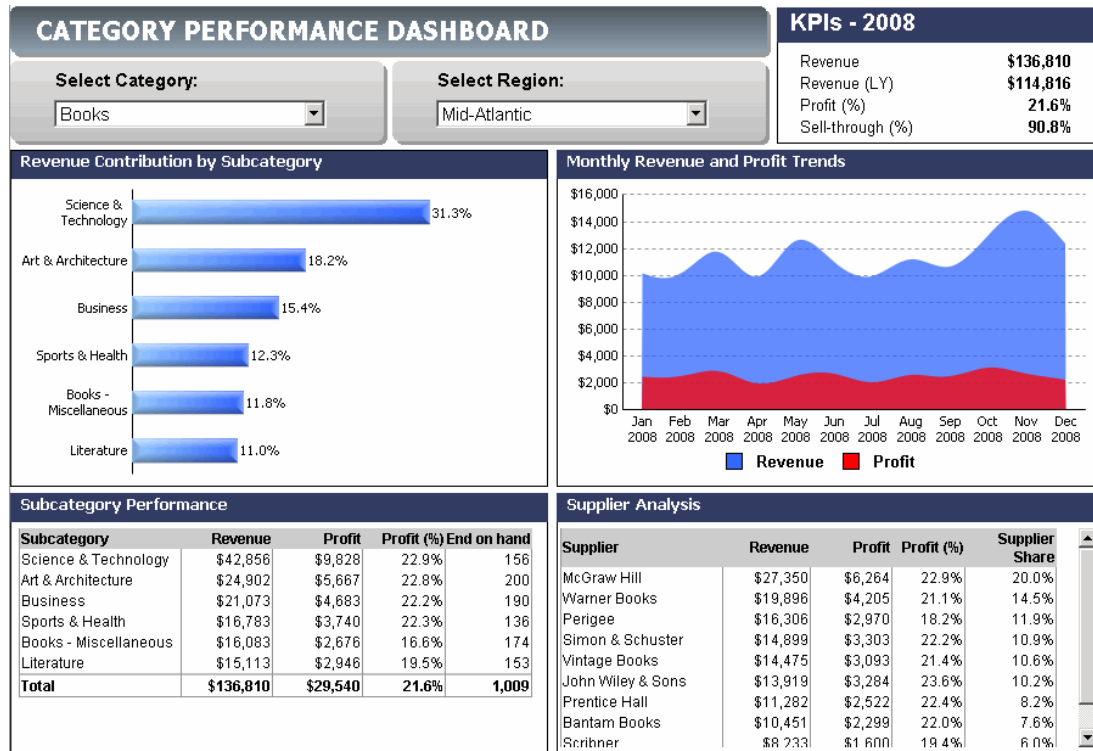 CATEGORY PERFORMANCE DASHBOARD
KPIs - 2008
Revenue $136,810
Revenue (LY) $114,816
Profit (%) 21.6%
Sell-through (%) 90.8%
Select Category:
Books
Select Region:
Mid-Atlantic
Revenue Contribution by Subcategory
Science &
Technology
31.3%
Art & Architecture 18.2%
Business 15.4%
Sports & Health 12.3%
Books -
Miscellaneous
11.8%
Literature 11.0%
Monthly Revenue and Profit Trends
$16,000
$14,000
$12,000
$10,000
$8,000
$6,000
$4,000
$2,000
$0
Jan Feb Mar Apr May Jun Jul Aug Sep Oct Nov Dec
2008 2008 2008 2008 2008 2008 2008 2008 2008 2008 2008 2008
Revenue Profit
Subcategory Performance
Subcategory Revenue Profit Profit (%) End on hand
Science & Technology $42,856 $9,828 22.9% 156
Art & Architecture $24,902 $5,667 22.8% 200
Business $21,073 $4,683 22.2% 190
Sports & Health $16,783 $3,740 22.3% 136
Books - Miscellaneous $16,083 $2,676 16.6% 174
Literature $15,113 $2,946 19.5% 153
Total $136,810 $29,540 21.6% 1,009
Supplier Analysis
Supplier Revenue Profit Profit (%) Supplier
Share
McGraw Hill $27,350 $6,264 22.9% 20.0%
Warner Books $19,896 $4,205 21.1% 14.5%
Perigee $16,306 $2,970 18.2% 11.9%
Simon & Schuster $14,899 $3,303 22.2% 10.9%
Vintage Books $14,475 $3,093 21.4% 10.6%
John Wiley & Sons $13,919 $3,284 23.6% 10.2%
Prentice Hall $11,282 $2,522 22.4% 8.2%
Bantam Books $10,451 $2,299 22.0% 7.6%
Scribner $8,233 $1,600 19.4% 6.0%